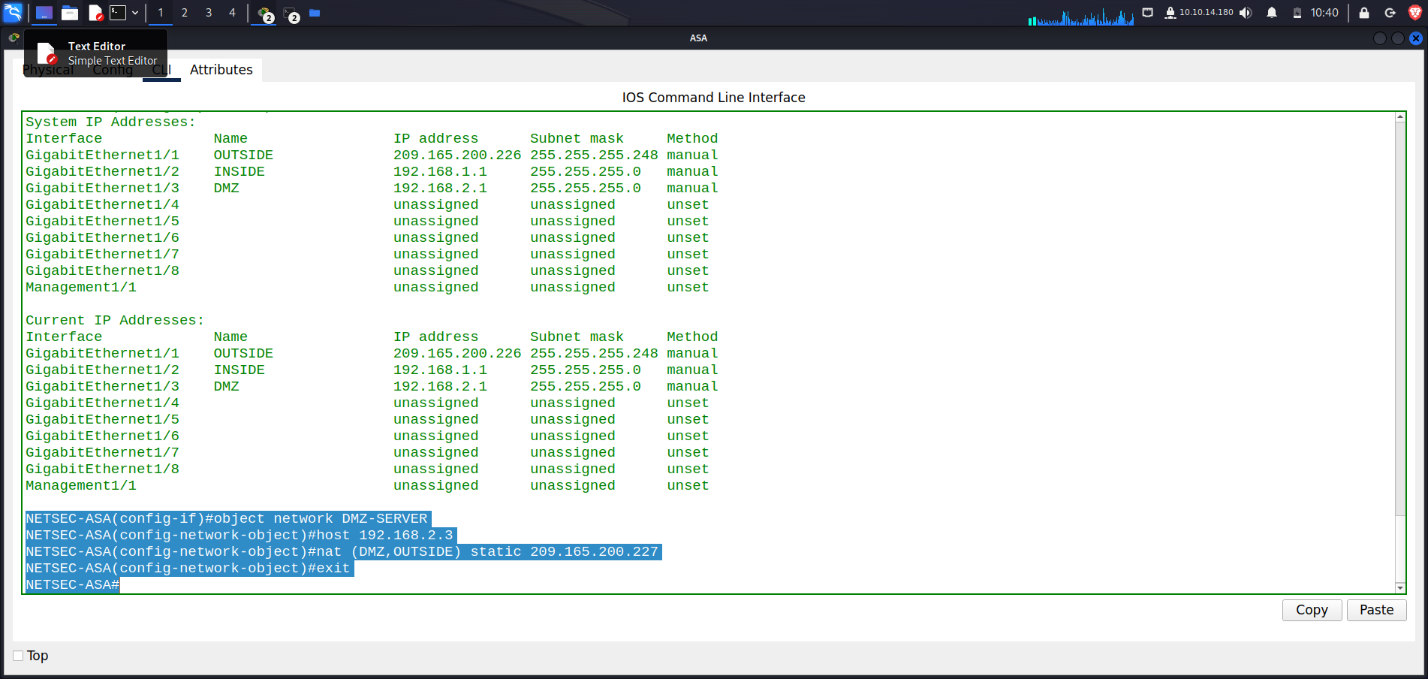 1 2 3 4 2 2 10.10.14.180 10:40
ASA
Text Editor
Simple Text Editor
Physical Config CLI Attributes
IOS Command Line Interface
System IP Addresses:
Interface Name IP address Subnet mask Method
GigabitEthernet1/1 OUTSIDE 209.165.200.226 255.255.255.248 manual
GigabitEthernet1/2 INSIDE 192.168.1.1 255.255.255.0 manual
GigabitEthernet1/3 DMZ 192.168.2.1 255.255.255.0 manual
GigabitEthernet1/4 unassigned unassigned unset
GigabitEthernet1/5 unassigned unassigned unset
GigabitEthernet1/6 unassigned unassigned unset
GigabitEthernet1/7 unassigned unassigned unset
GigabitEthernet1/8 unassigned unassigned unset
Management1/1 unassigned unassigned unset
Current IP Addresses:
Interface Name IP address Subnet mask Method
GigabitEthernet1/1 OUTSIDE 209.165.200.226 255.255.255.248 manual
GigabitEthernet1/2 INSIDE 192.168.1.1 255.255.255.0 manual
GigabitEthernet1/3 DMZ 192.168.2.1 255.255.255.0 manual
GigabitEthernet1/4 unassigned unassigned unset
GigabitEthernet1/5 unassigned unassigned unset
GigabitEthernet1/6 unassigned unassigned unset
GigabitEthernet1/7 unassigned unassigned unset
GigabitEthernet1/8 unassigned unassigned unset
Management1/1 unassigned unassigned unset
NETSEC-ASA(config-if)#object network DMZ-SERVER
NETSEC-ASA(config-network-object)#host 192.168.2.3
NETSEC-ASA(config-network-object)#nat (DMZ,OUTSIDE) static 209.165.200.227
NETSEC-ASA(config-network-object)#exit
NETSEC-ASA#
Copy Paste
Top